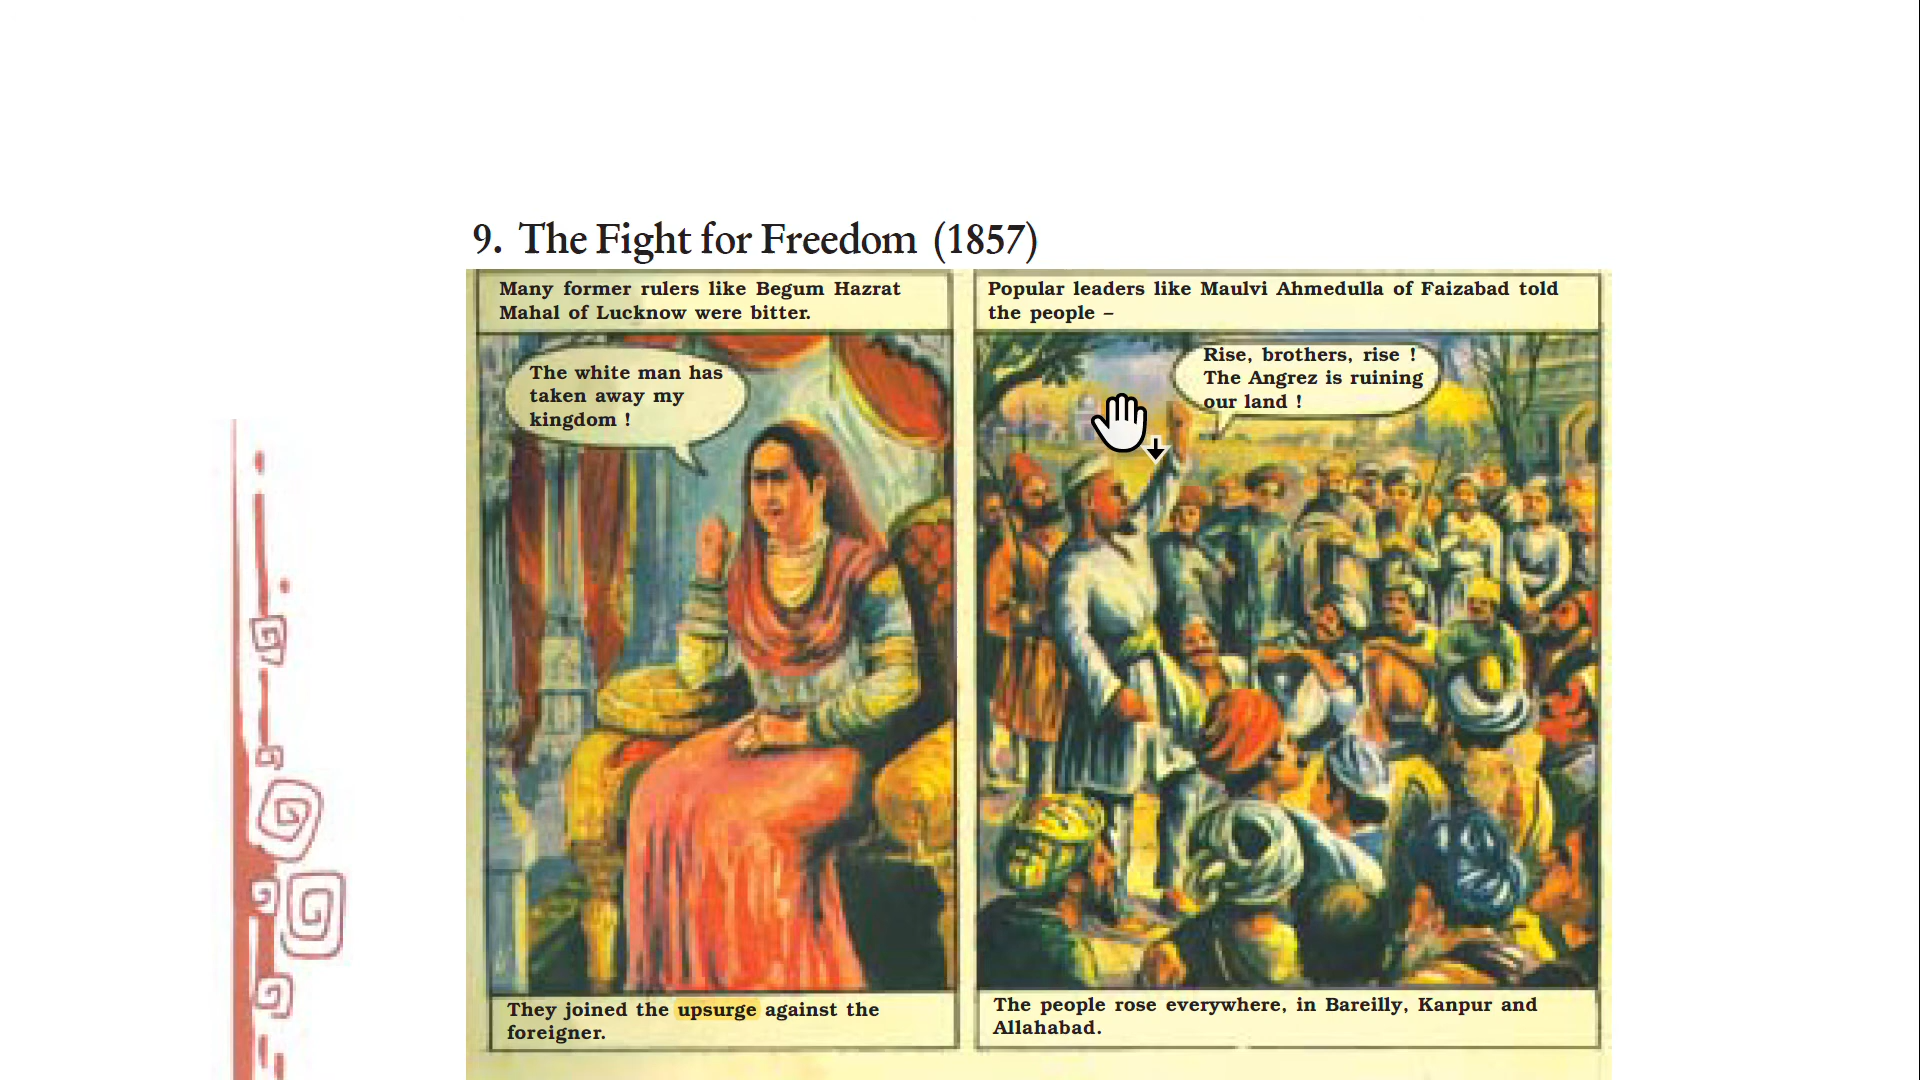 9. The Fight for Freedom (1857)
Many former rulers like Begum Hazrat
Mahal of Lucknow were bitter.
The white man has
taken away my
kingdom !
They joined the upsurge against the
foreigner.
Popular leaders like Maulvi Ahmedulla of Faizabad told
the people –
Rise, brothers, rise !
The Angrez is ruining
our land !
The people rose everywhere, in Bareilly, Kanpur and
Allahabad.